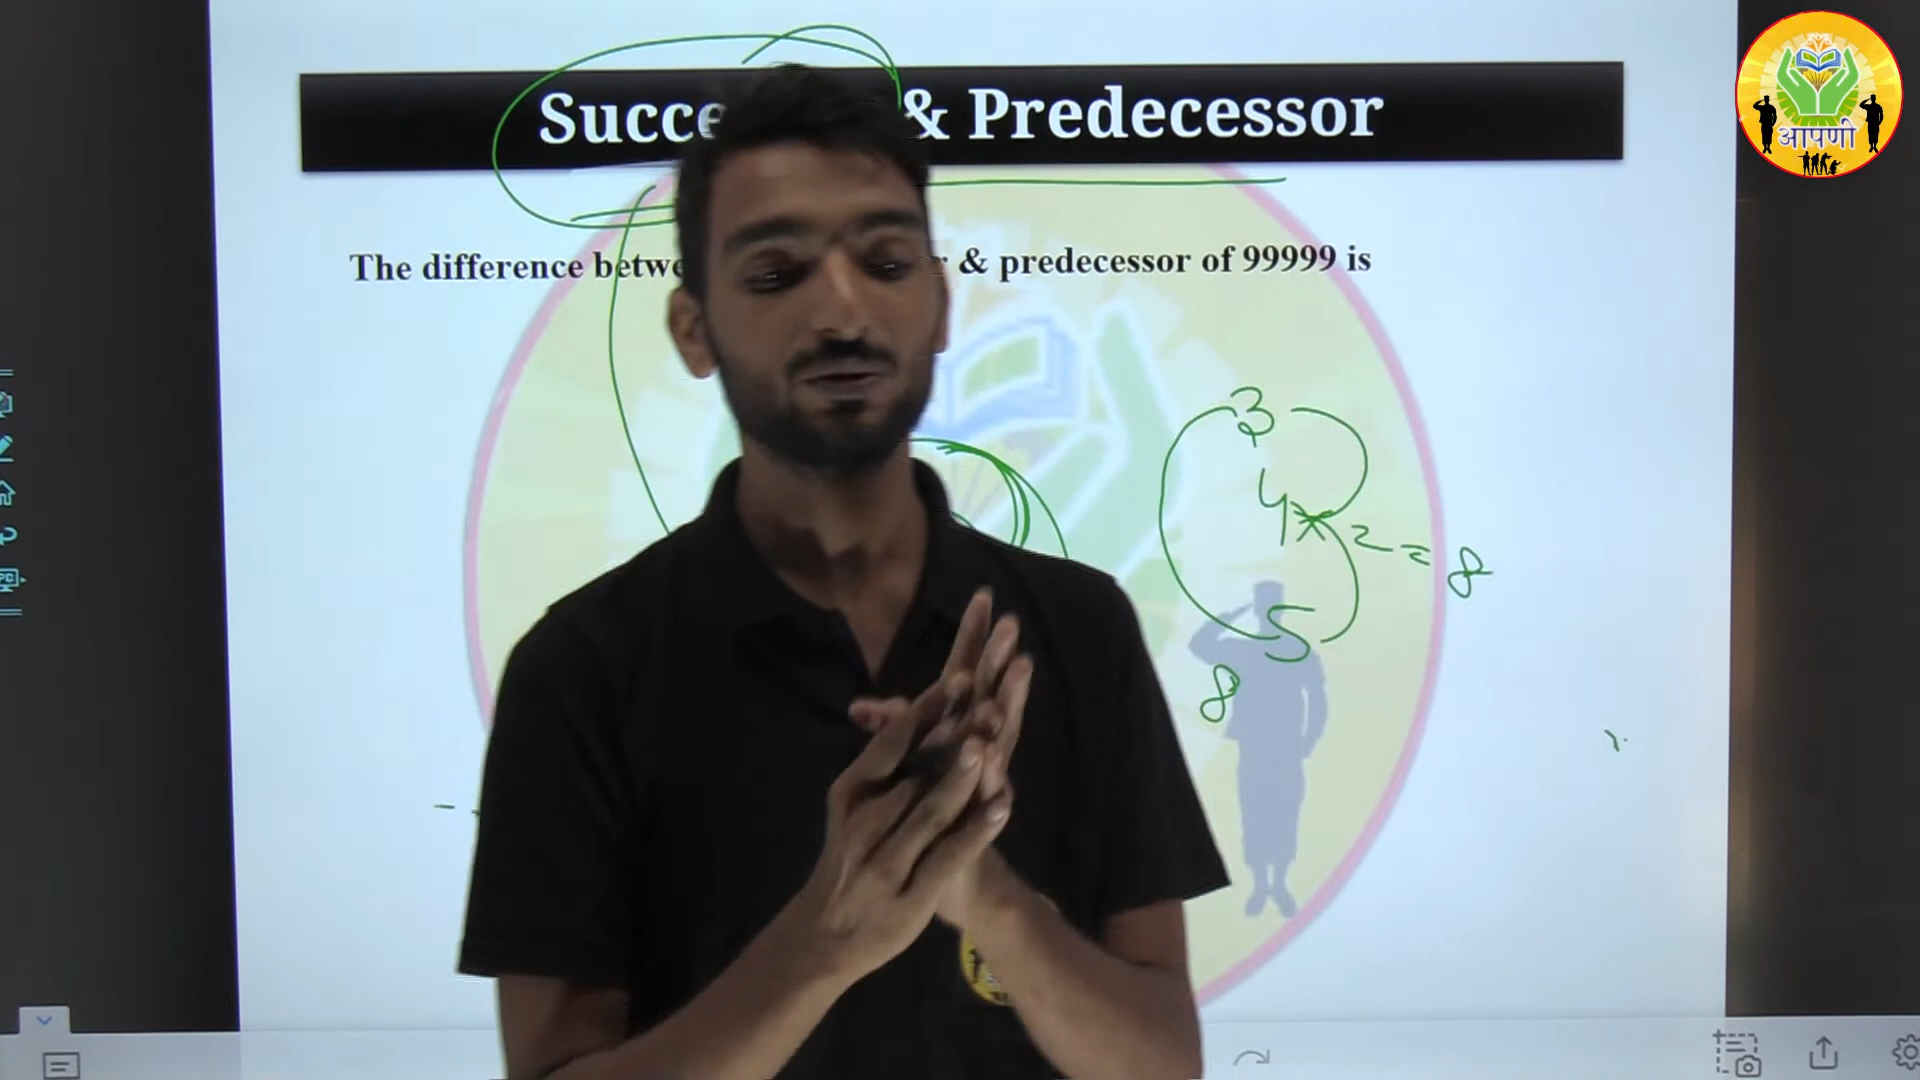 Succe & Predecessor
The difference betwe r & predecessor of 99999 is
3
4 x 2 = 8
5
8
आपणी